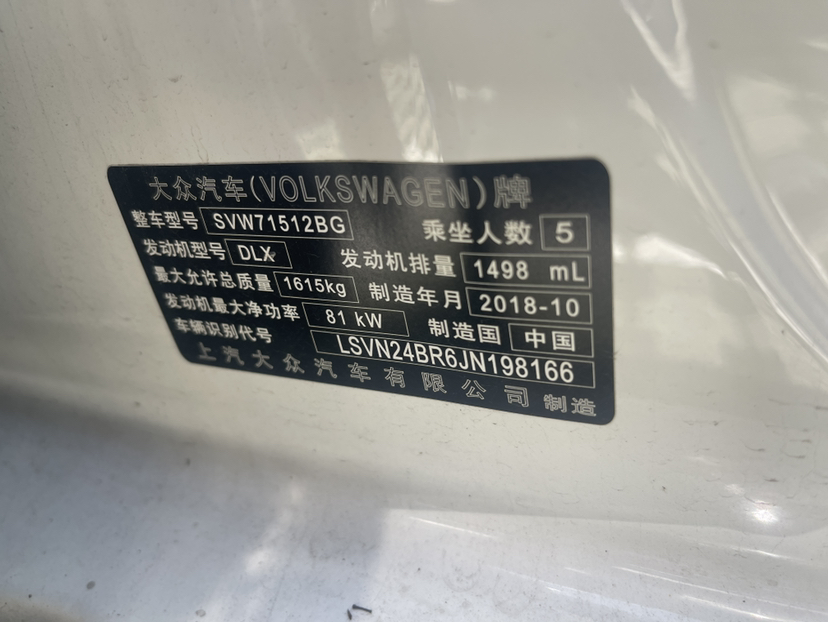 大众汽车(VOLKSWAGEN)牌
整车型号 SVW71512BG 乘坐人数 5
发动机型号 DLX 发动机排量 1498 mL
最大允许总质量 1615kg 制造年月 2018-10
发动机最大净功率 81 kW 制造国 中国
车辆识别代号 LSVN24BR6JN198166
上汽大众汽车有限公司 制造